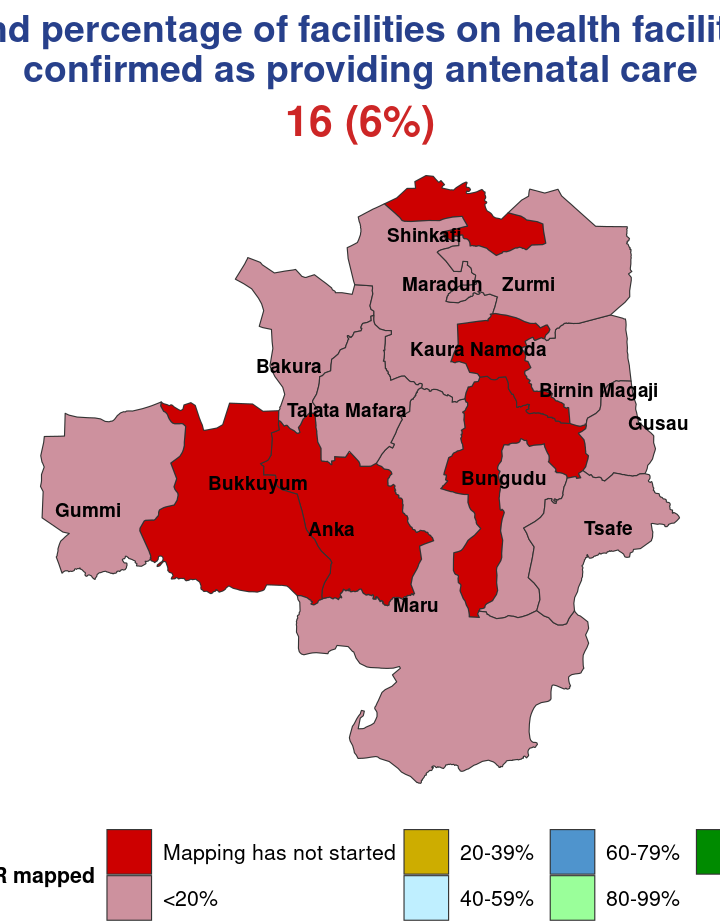 percentage of facilities on health
confirmed as providing antenatal care
16 (6%)
Shinkafi
Maradun
Zurmi
Kaura Namoda
Bakura
Birnin Magaji
Talata Mafara
Gusau
Bungudu
Bukkuyum
Gummi
Anka
Tsafe
Maru
mapped
Mapping has not started
20-39%
60-79%
<20%
40-59%
80-99%